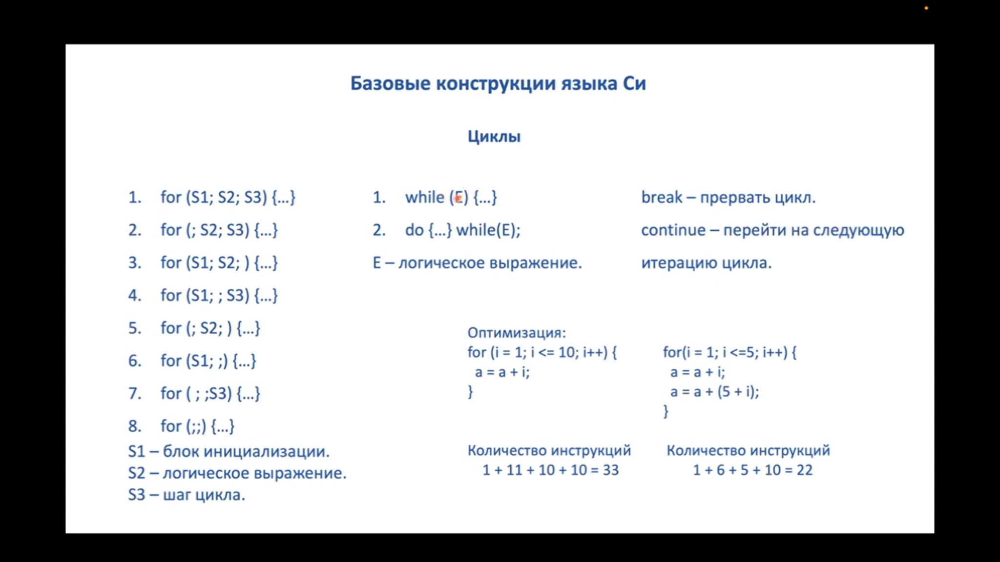 Базовые конструкции языка Си
Циклы
1. for (S1; S2; S3) {...}
2. for (; S2; S3) {...}
3. for (S1; S2; ) {...}
4. for (S1; ; S3) {...}
5. for (; S2; ) {...}
6. for (S1; ;) {...}
7. for ( ; ;S3) {...}
8. for (;;) {...}
S1 – блок инициализации.
S2 – логическое выражение.
S3 – шаг цикла.
1. while (E) {...}
2. do {...} while(E);
E – логическое выражение.
break – прервать цикл.
continue – перейти на следующую
итерацию цикла.
Оптимизация:
for (i = 1; i <= 10; i++) {
a = a + i;
}
Количество инструкций
1 + 11 + 10 + 10 = 33
for(i = 1; i <=5; i++) {
a = a + i;
a = a + (5 + i);
}
Количество инструкций
1 + 6 + 5 + 10 = 22